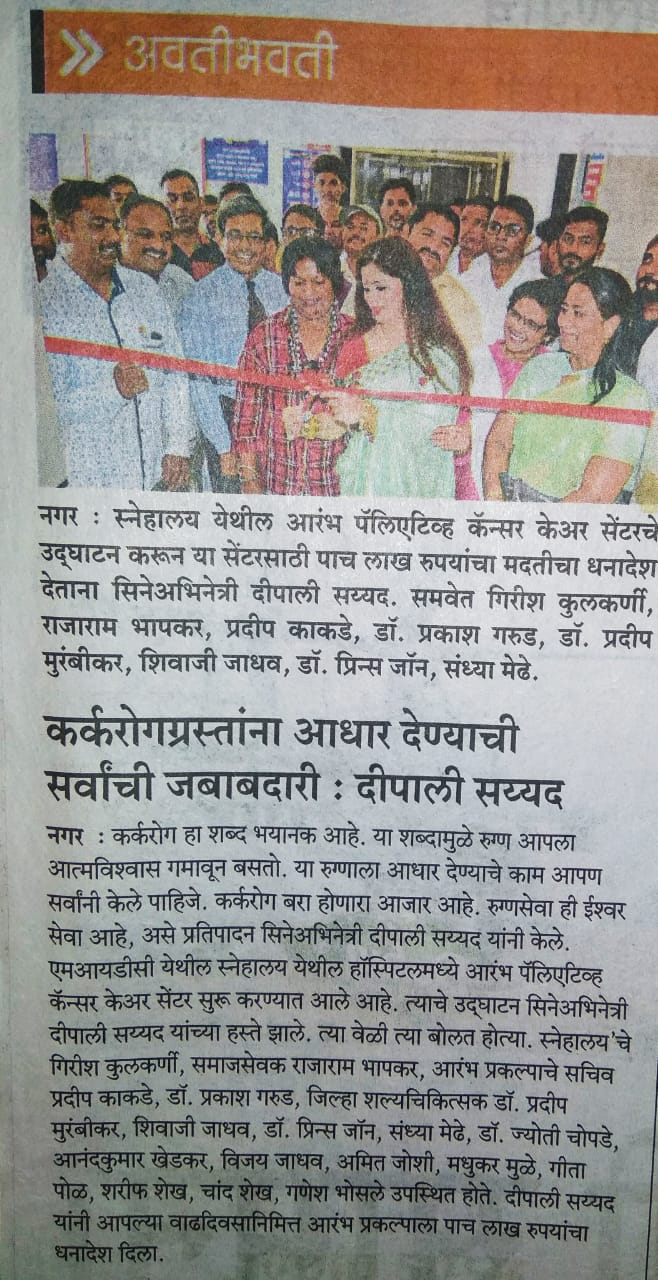 अवतीभवती
नगर : स्नेहालय येथील आरंभ पॅलिएटिव्ह कॅन्सर केअर सेंटरचे
उद्घाटन करून या सेंटरसाठी पाच लाख रुपयांचा मदतीचा धनादेश
देताना सिनेअभिनेत्री दीपाली सय्यद. समवेत गिरीश कुलकर्णी,
राजाराम भापकर, प्रदीप काकडे, डॉ. प्रकाश गरुड, डॉ. प्रदीप
मुरंबीकर, शिवाजी जाधव, डॉ. प्रिन्स जॉन, संध्या मेढे.
कर्करोगग्रस्तांना आधार देण्याची
सर्वांची जबाबदारी : दीपाली सय्यद
नगर : कर्करोग हा शब्द भयानक आहे. या शब्दामुळे रुग्ण आपला
आत्मविश्वास गमावून बसतो. या रुग्णाला आधार देण्याचे काम आपण
सर्वांनी केले पाहिजे. कर्करोग बरा होणारा आजार आहे. रुग्णसेवा ही ईश्वर
सेवा आहे, असे प्रतिपादन सिनेअभिनेत्री दीपाली सय्यद यांनी केले.
एमआयडीसी येथील स्नेहालय येथील हॉस्पिटलमध्ये आरंभ पॅलिएटिव्ह
कॅन्सर केअर सेंटर सुरू करण्यात आले आहे. त्याचे उद्घाटन सिनेअभिनेत्री
दीपाली सय्यद यांच्या हस्ते झाले. त्या वेळी त्या बोलत होत्या. स्नेहालय'चे
गिरीश कुलकर्णी, समाजसेवक राजाराम भापकर, आरंभ प्रकल्पाचे सचिव
प्रदीप काकडे, डॉ. प्रकाश गरुड, जिल्हा शल्यचिकित्सक डॉ. प्रदीप
मुरंबीकर, शिवाजी जाधव, डॉ. प्रिन्स जॉन, संध्या मेढे, डॉ. ज्योती चोपडे,
आनंदकुमार खेडकर, विजय जाधव, अमित जोशी, मधुकर मुळे, गीता
पोळ, शरीफ शेख, चांद शेख, गणेश भोसले उपस्थित होते. दीपाली सय्यद
यांनी आपल्या वाढदिवसानिमित्त आरंभ प्रकल्पाला पाच लाख रुपयांचा
धनादेश दिला.